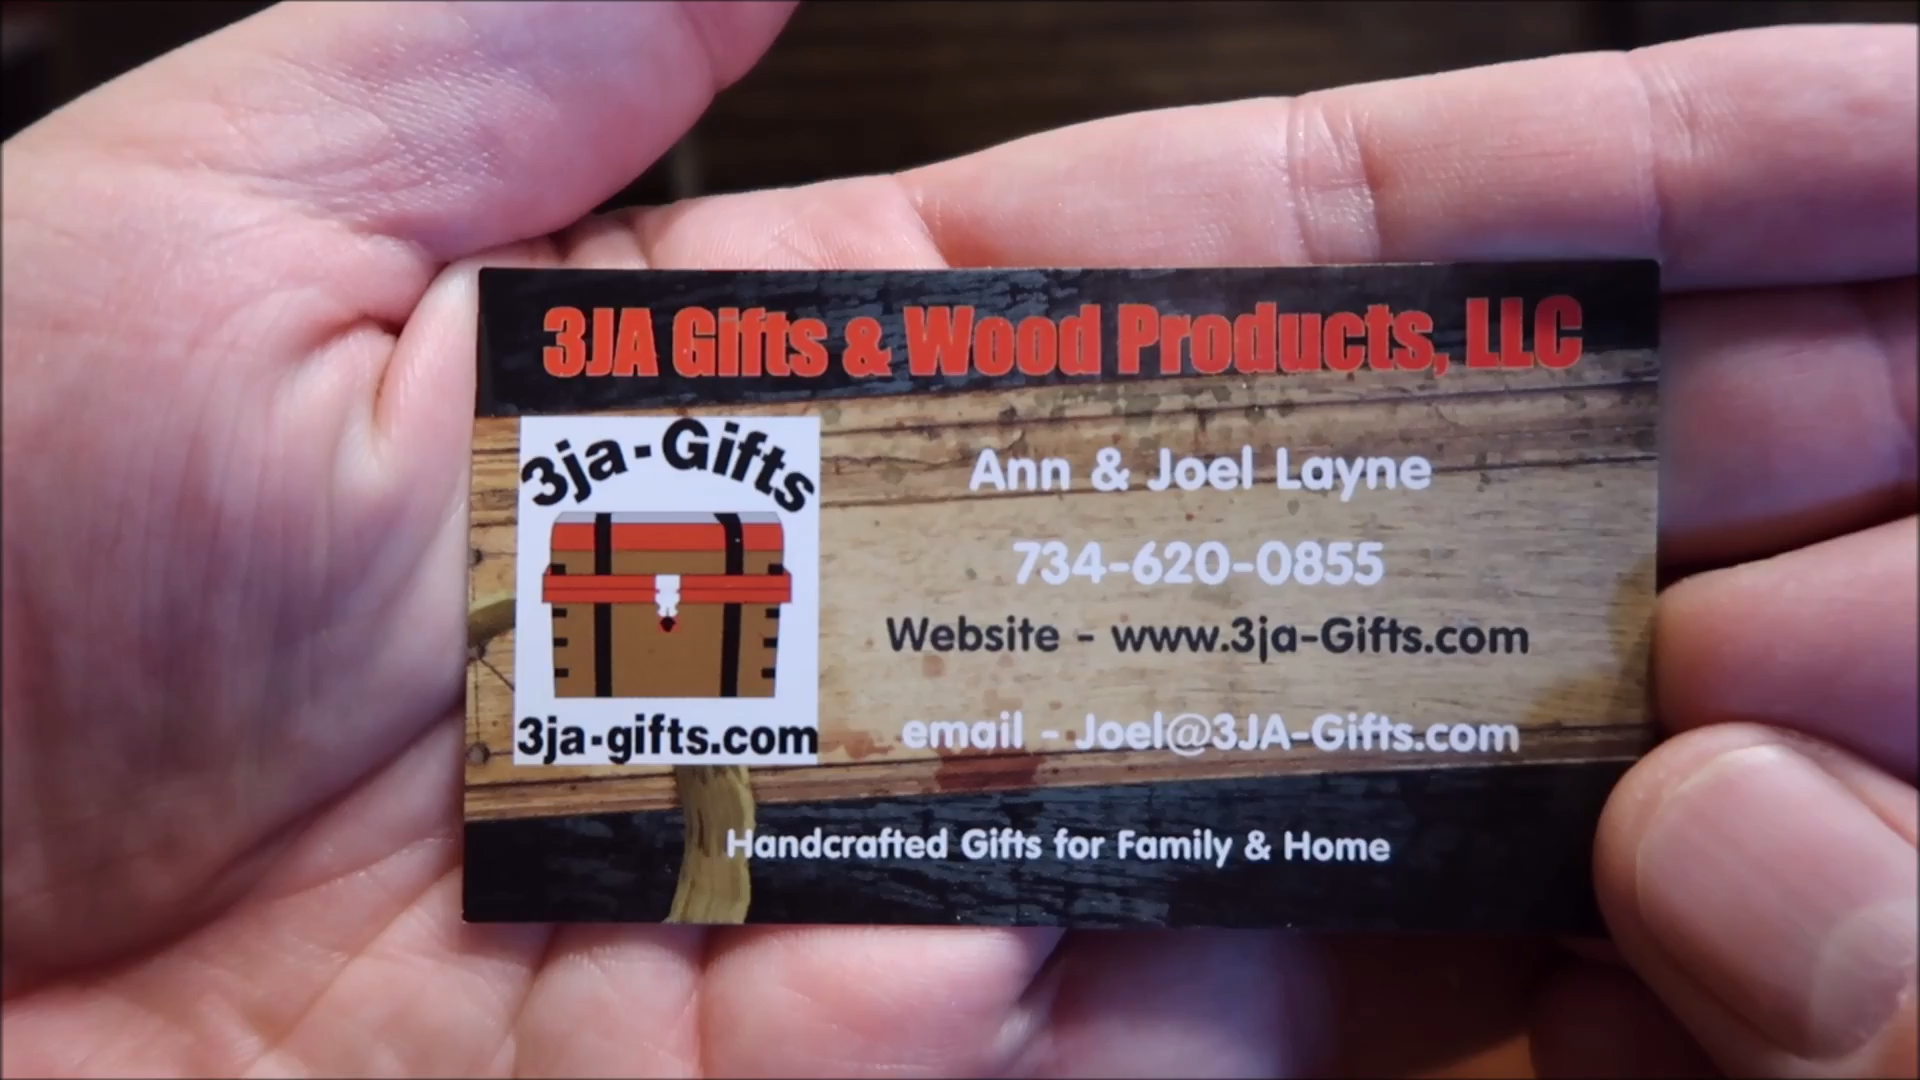 3JA Gifts & Wood Products, LLC
3ja-Gifts
3ja-gifts.com
Ann & Joel Layne
734-620-0855
Website - www.3ja-Gifts.com
email - Joel@3JA-Gifts.com
Handcrafted Gifts for Family & Home